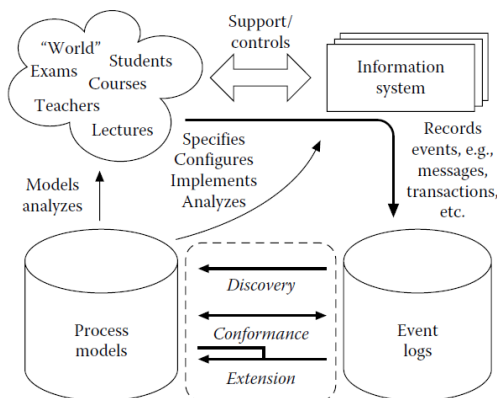 “World”
Students
Exams
Courses
Teachers
Lectures
Support/
controls
Information
system
Specifies
Configures
Implements
Analyzes
Records
events, e.g.,
messages,
transactions,
etc.
Models
analyzes
Process
models
Discovery
Conformance
Extension
Event
logs